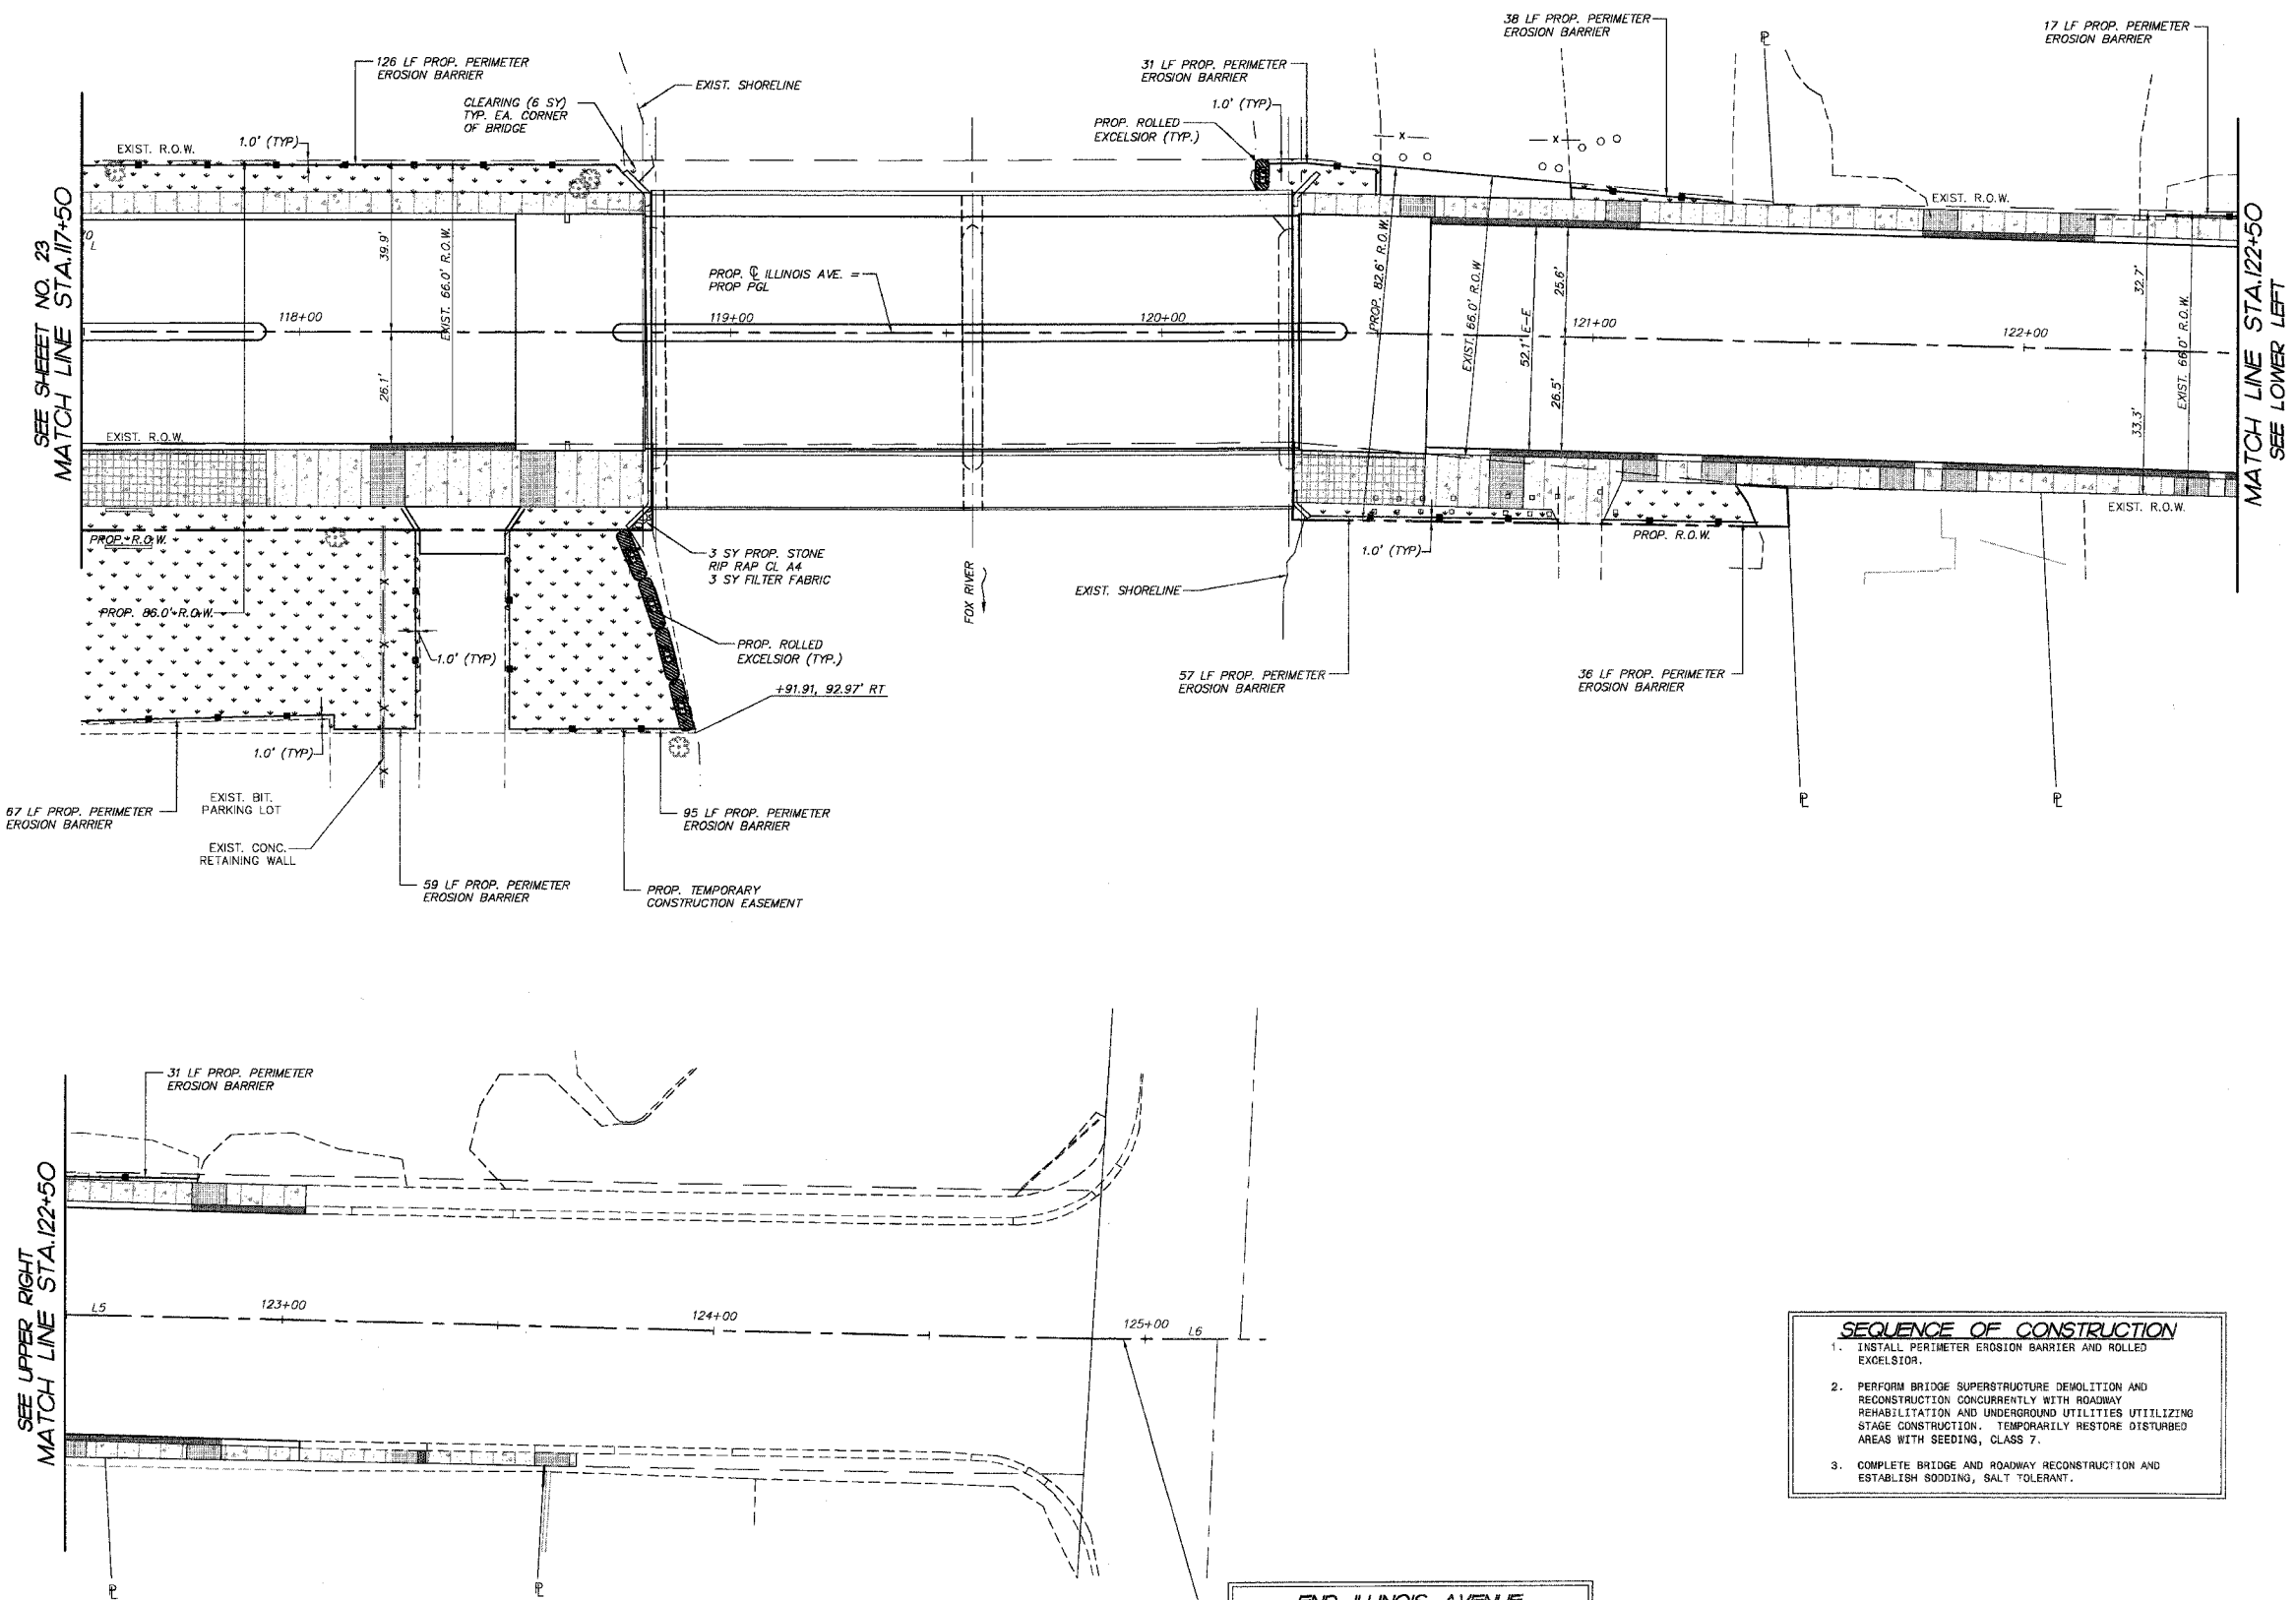 126 LF PROP. PERIMETER
EROSION BARRIER
CLEARING (6 SY)
TYP. EA. CORNER
OF BRIDGE
EXIST. SHORELINE
31 LF PROP. PERIMETER
EROSION BARRIER
1.0' (TYP)
PROP. ROLLED
EXCELSIOR (TYP.)
38 LF PROP. PERIMETER
EROSION BARRIER
17 LF PROP. PERIMETER
EROSION BARRIER
EXIST. R.O.W.
1.0' (TYP)
EXIST. R.O.W.
SEE SHEET NO. 23
MATCH LINE STA.117+50
39.9'
EXIST. 66.0' R.O.W.
26.1'
118+00
PROP. ℄ ILLINOIS AVE. =
PROP PGL
119+00
120+00
PROP. 82.6' R.O.W.
EXIST. 66.0' R.O.W
52.1' E-E
25.6'
26.5'
121+00
122+00
32.7'
33.3'
EXIST. 66.0' R.O.W.
MATCH LINE STA.122+50
SEE LOWER LEFT
EXIST. R.O.W.
EXIST. R.O.W.
PROP. R.O.W.
PROP. 86.0' R.O.W.
1.0' (TYP)
3 SY PROP. STONE
RIP RAP CL A4
3 SY FILTER FABRIC
PROP. ROLLED
EXCELSIOR (TYP.)
+91.91, 92.97' RT
FOX RIVER
EXIST. SHORELINE
1.0' (TYP)
PROP. R.O.W.
57 LF PROP. PERIMETER
EROSION BARRIER
36 LF PROP. PERIMETER
EROSION BARRIER
1.0' (TYP)
67 LF PROP. PERIMETER
EROSION BARRIER
EXIST. BIT.
PARKING LOT
EXIST. CONC.
RETAINING WALL
59 LF PROP. PERIMETER
EROSION BARRIER
95 LF PROP. PERIMETER
EROSION BARRIER
PROP. TEMPORARY
CONSTRUCTION EASEMENT
31 LF PROP. PERIMETER
EROSION BARRIER
SEE UPPER RIGHT
MATCH LINE STA.122+50
L5
123+00
124+00
125+00
L6
SEQUENCE OF CONSTRUCTION
1. INSTALL PERIMETER EROSION BARRIER AND ROLLED
EXCELSIOR.
2. PERFORM BRIDGE SUPERSTRUCTURE DEMOLITION AND
RECONSTRUCTION CONCURRENTLY WITH ROADWAY
REHABILITATION AND UNDERGROUND UTILITIES UTIILIZING
STAGE CONSTRUCTION. TEMPORARILY RESTORE DISTURBED
AREAS WITH SEEDING, CLASS 7.
3. COMPLETE BRIDGE AND ROADWAY RECONSTRUCTION AND
ESTABLISH SODDING, SALT TOLERANT.
END ILLINOIS AVENUE